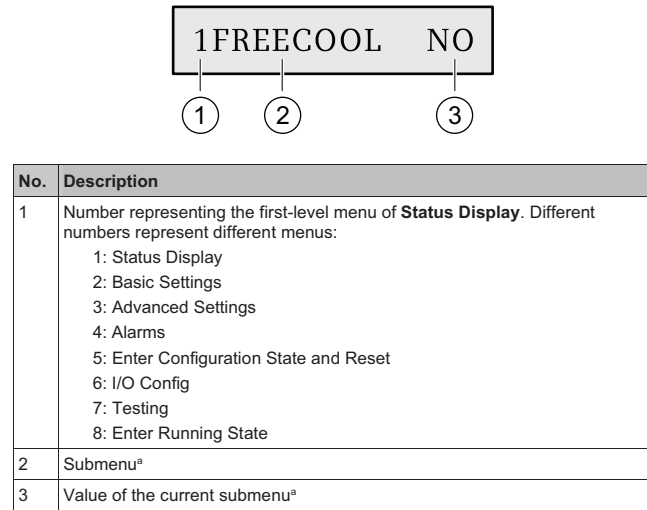 1FREECOOL NO
1 2 3
No. Description
1 Number representing the first-level menu of Status Display. Different
numbers represent different menus:
1: Status Display
2: Basic Settings
3: Advanced Settings
4: Alarms
5: Enter Configuration State and Reset
6: I/O Config
7: Testing
8: Enter Running State
2 Submenuᵃ
3 Value of the current submenuᵃ